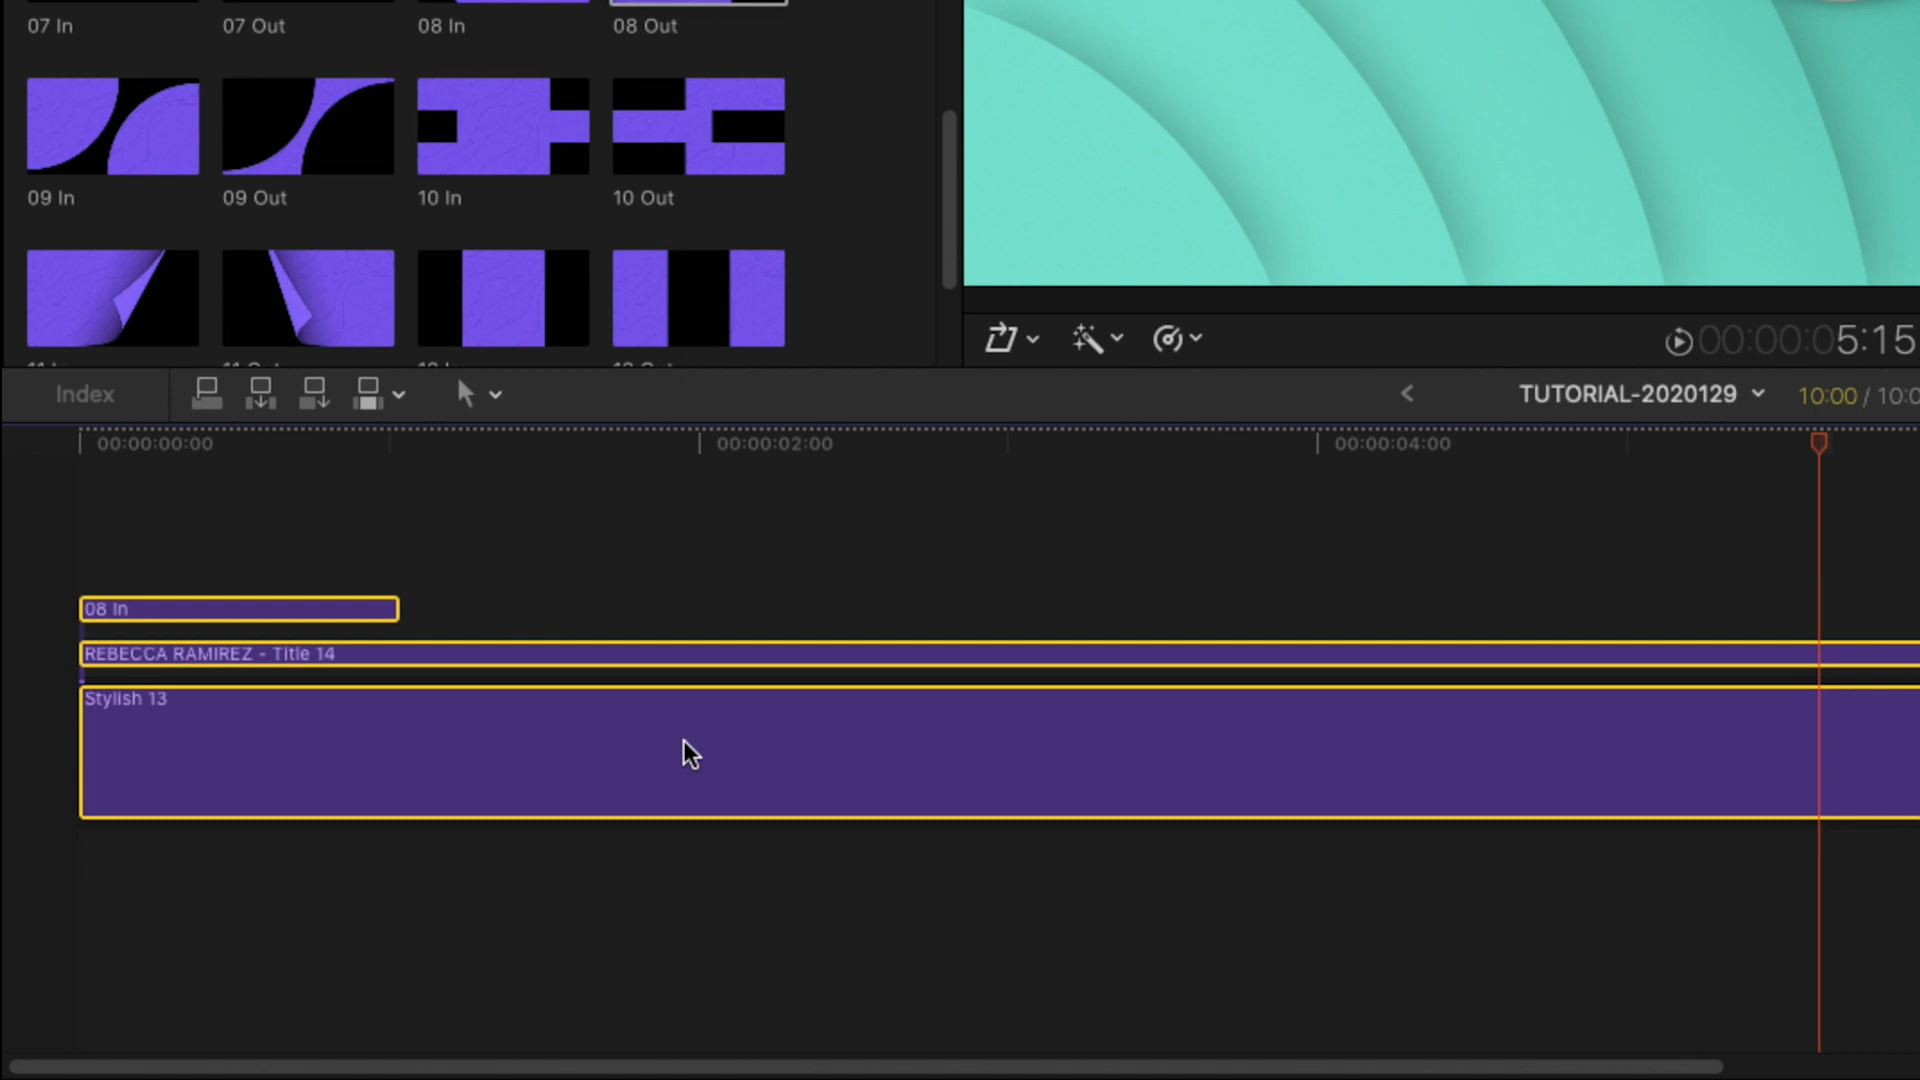 07 In
07 Out
08 In
08 Out
09 In
09 Out
10 In
10 Out
00:00:05:15
Index
TUTORIAL-2020129
10:00 / 10:0
00:00:00:00
00:00:02:00
00:00:04:00
08 In
REBECCA RAMIREZ - Title 14
Stylish 13